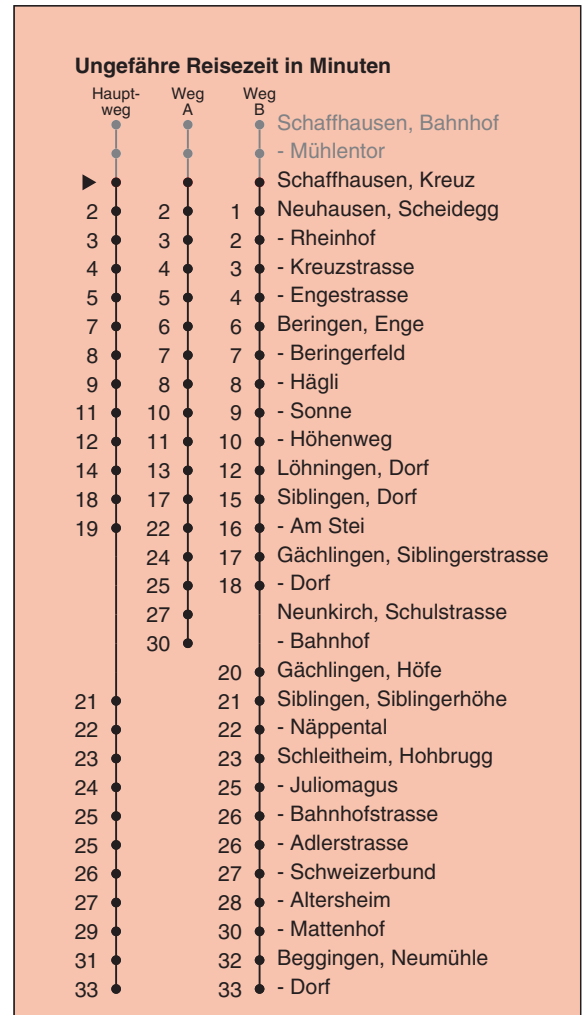 Ungefähre Reisezeit in Minuten
Haupt- Weg Weg
weg A B
Schaffhausen, Bahnhof
- Mühlentor
Schaffhausen, Kreuz
2 2 1 Neuhausen, Scheidegg
3 3 2 - Rheinhof
4 4 3 - Kreuzstrasse
5 5 4 - Engestrasse
7 6 6 Beringen, Enge
8 7 7 - Beringerfeld
9 8 8 - Hägli
11 10 9 - Sonne
12 11 10 - Höhenweg
14 13 12 Löhningen, Dorf
18 17 15 Siblingen, Dorf
19 22 16 - Am Stei
24 17 Gächlingen, Siblingerstrasse
25 18 - Dorf
27 Neunkirch, Schulstrasse
30 - Bahnhof
20 Gächlingen, Höfe
21 21 Siblingen, Siblingerhöhe
22 22 - Näppental
23 23 Schleitheim, Hohbrugg
24 25 - Juliomagus
25 26 - Bahnhofstrasse
25 26 - Adlerstrasse
26 27 - Schweizerbund
27 28 - Altersheim
29 30 - Mattenhof
31 32 Beggingen, Neumühle
33 33 - Dorf